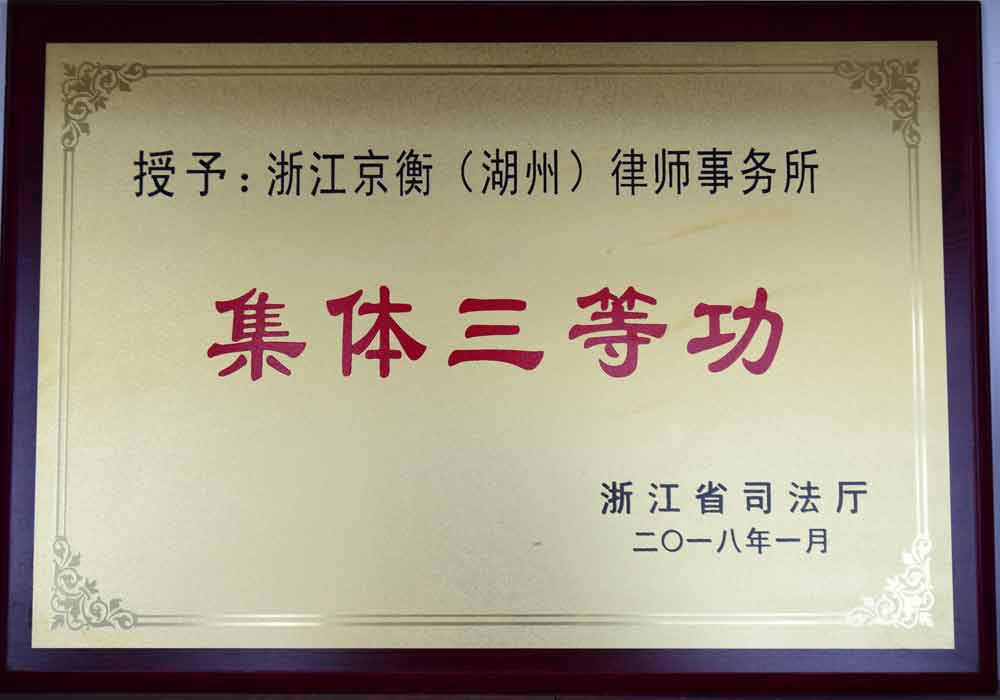 授予：浙江京衡（湖州）律师事务所
集体三等功
浙江省司法厅
二〇一八年一月